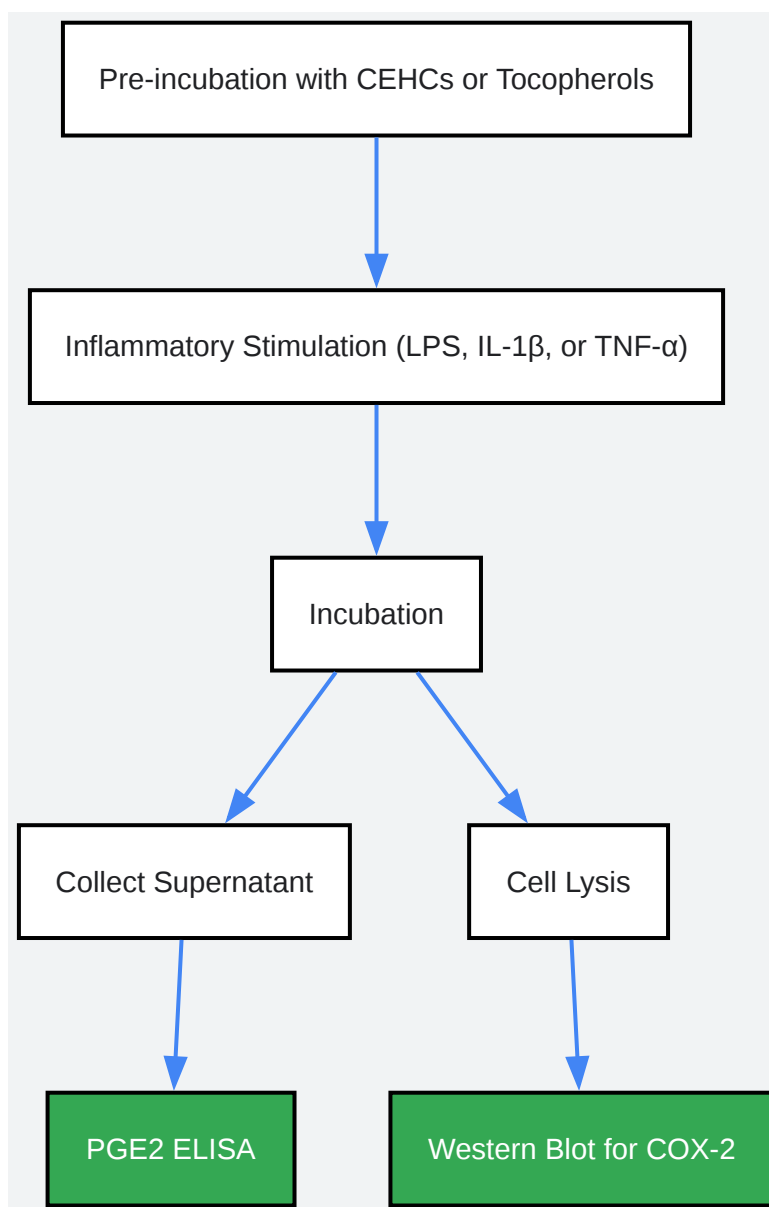 Pre-incubation with CEHCs or Tocopherols
Inflammatory Stimulation (LPS, IL-1β, or TNF-α)
Incubation
Collect Supernatant
Cell Lysis
PGE2 ELISA
Western Blot for COX-2